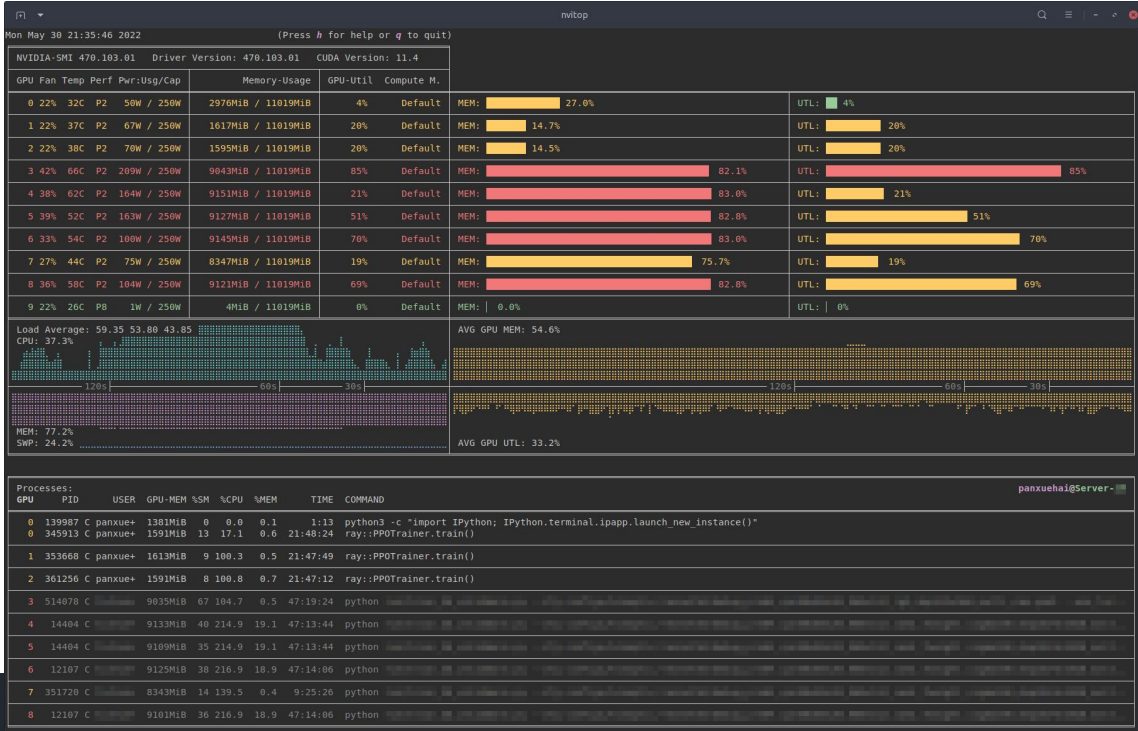 nvitop
Mon May 30 21:35:46 2022 (Press h for help or q to quit)
NVIDIA-SMI 470.103.01 Driver Version: 470.103.01 CUDA Version: 11.4
GPU Fan Temp Perf Pwr:Usg/Cap Memory-Usage GPU-Util Compute M.
0 22% 32C P2 50W / 250W 2976MiB / 11019MiB 4% Default MEM: 27.0% UTL: 4%
1 22% 37C P2 67W / 250W 1617MiB / 11019MiB 20% Default MEM: 14.7% UTL: 20%
2 22% 38C P2 70W / 250W 1595MiB / 11019MiB 20% Default MEM: 14.5% UTL: 20%
3 42% 66C P2 209W / 250W 9043MiB / 11019MiB 85% Default MEM: 82.1% UTL: 85%
4 38% 62C P2 164W / 250W 9151MiB / 11019MiB 21% Default MEM: 83.0% UTL: 21%
5 39% 52C P2 163W / 250W 9127MiB / 11019MiB 51% Default MEM: 82.8% UTL: 51%
6 33% 54C P2 100W / 250W 9145MiB / 11019MiB 70% Default MEM: 83.0% UTL: 70%
7 27% 44C P2 75W / 250W 8347MiB / 11019MiB 19% Default MEM: 75.7% UTL: 19%
8 36% 58C P2 104W / 250W 9121MiB / 11019MiB 69% Default MEM: 82.8% UTL: 69%
9 22% 26C P8 1W / 250W 4MiB / 11019MiB 0% Default MEM: 0.0% UTL: 0%
Load Average: 59.35 53.80 43.85
CPU: 37.3%
AVG GPU MEM: 54.6%
120s 60s 30s 120s 60s 30s
MEM: 77.2%
SWP: 24.2%
AVG GPU UTL: 33.2%
Processes: panxuehai@Server-
GPU PID USER GPU-MEM %SM %CPU %MEM TIME COMMAND
0 139987 C panxue+ 1381MiB 0 0.0 0.1 1:13 python3 -c "import IPython; IPython.terminal.ipapp.launch_new_instance()"
0 345913 C panxue+ 1591MiB 13 17.1 0.6 21:48:24 ray::PPOTrainer.train()
1 353668 C panxue+ 1613MiB 9 100.3 0.5 21:47:49 ray::PPOTrainer.train()
2 361256 C panxue+ 1591MiB 8 100.8 0.7 21:47:12 ray::PPOTrainer.train()
3 514078 C 9035MiB 67 104.7 0.5 47:19:24 python
4 14404 C 9133MiB 40 214.9 19.1 47:13:44 python
5 14404 C 9109MiB 35 214.9 19.1 47:13:44 python
6 12107 C 9125MiB 38 216.9 18.9 47:14:06 python
7 351720 C 8343MiB 14 139.5 0.4 9:25:26 python
8 12107 C 9101MiB 36 216.9 18.9 47:14:06 python